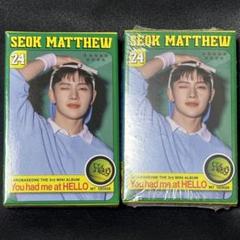 SEOK MATTHEW
24
ZEROBASEONE THE 3rd MINI ALBUM
You had me at HELLO
SEOK MATTHEW
24
ZEROBASEONE THE 3rd MINI ALBUM
You had me at HELLO